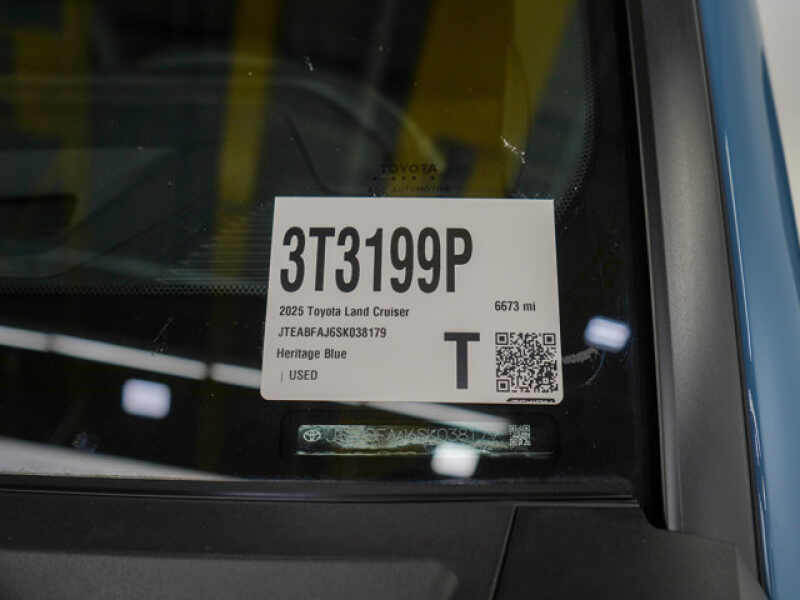 TOYOTA
3T3199P
2025 Toyota Land Cruiser
6673 mi
JTEABFAJ6SK038179
Heritage Blue
T
| USED